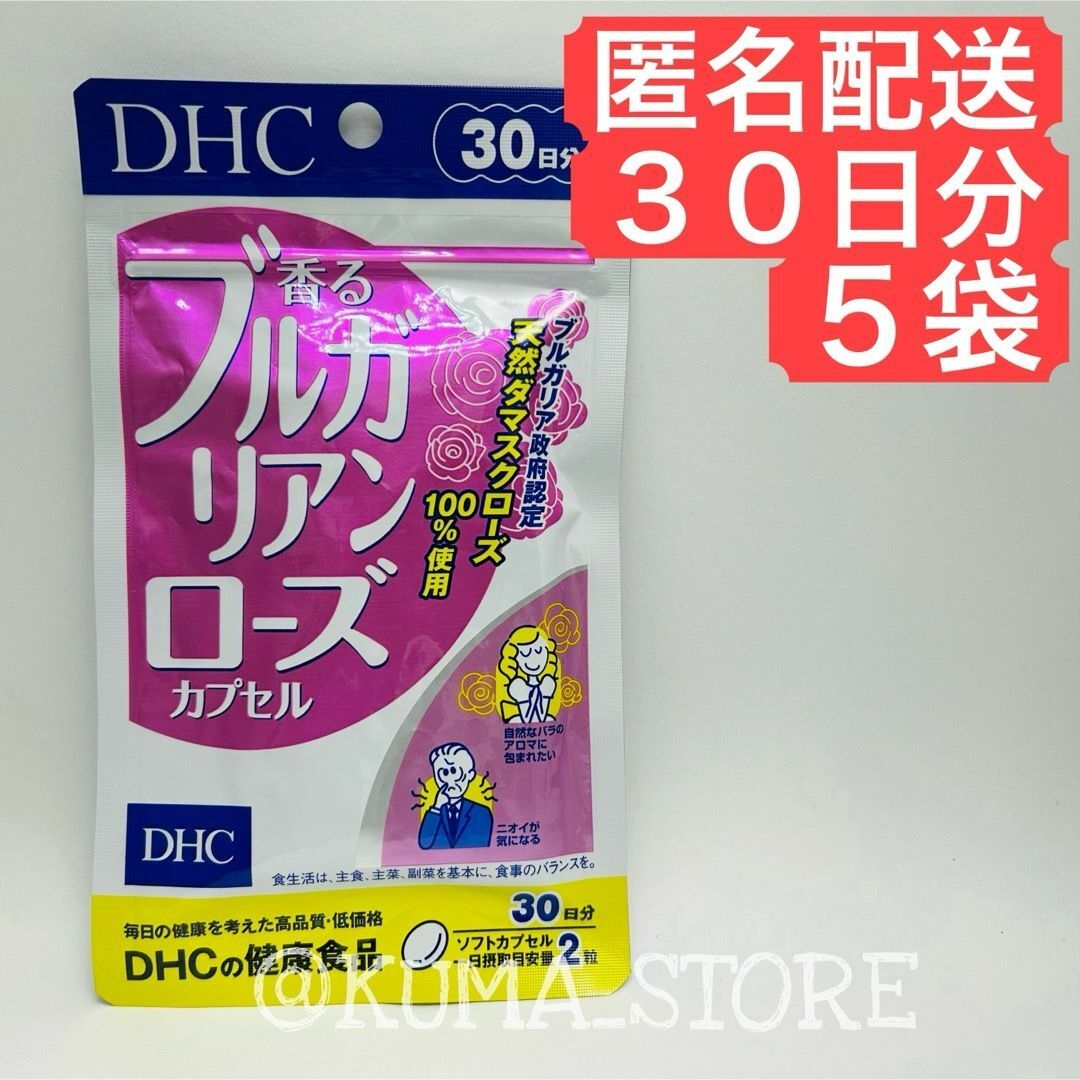 匿名配送
３０日分
５袋
DHC
30日分
香る
ブルガ
リアン
ローズ
カプセル
ブルガリア政府認定
天然ダマスクローズ
100%使用
自然なバラの
アロマに
包まれたい
ニオイが
気になる
DHC
食生活は、主食、主菜、副菜を基本に、食事のバランスを。
毎日の健康を考えた高品質・低価格
DHCの健康食品
30日分
ソフトカプセル
一日摂取目安量2粒
@KUMA_STORE